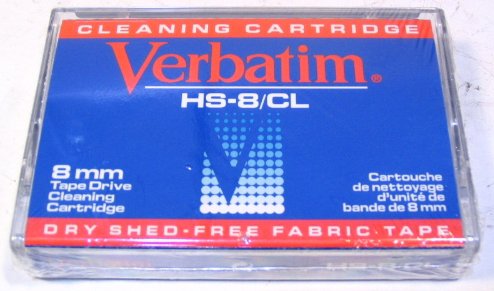 CLEANING CARTRIDGE
Verbatim®
HS-8/CL
8 mm
Tape Drive
Cleaning
Cartridge
Cartouche
de nettoyage
d'unité de
bande de 8 mm
DRY SHED-FREE FABRIC TAPE